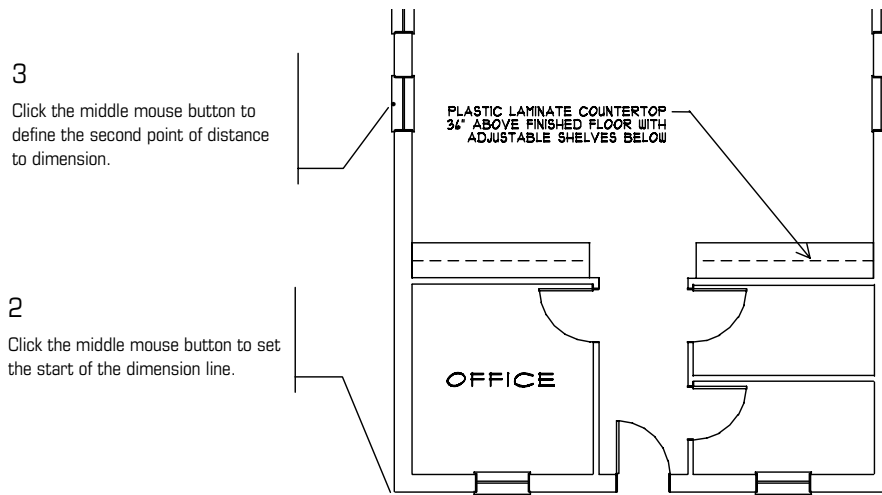 3
Click the middle mouse button to
define the second point of distance
to dimension.
PLASTIC LAMINATE COUNTERTOP
36" ABOVE FINISHED FLOOR WITH
ADJUSTABLE SHELVES BELOW
2
Click the middle mouse button to set
the start of the dimension line.
OFFICE